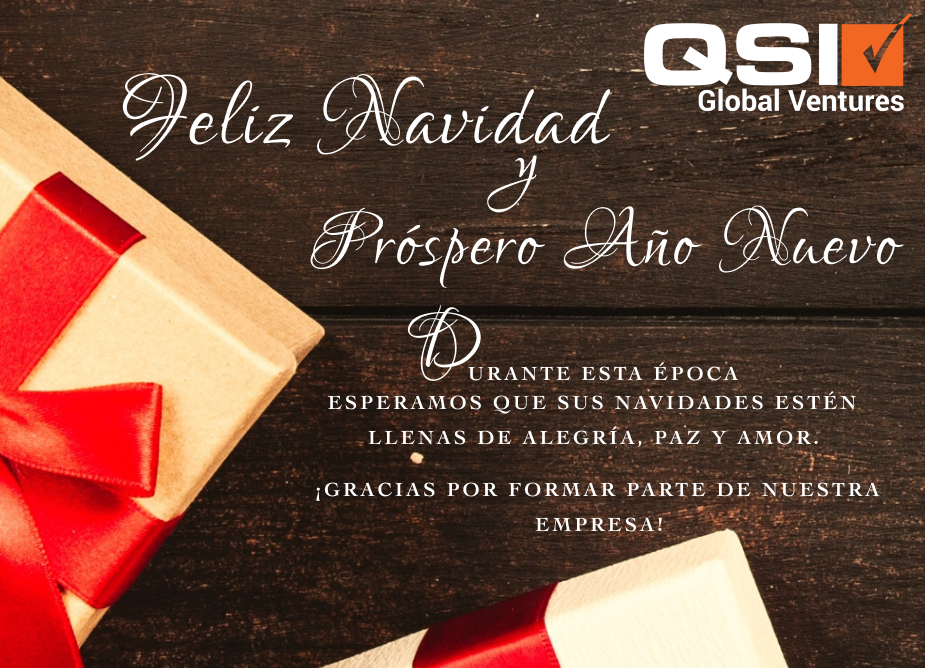 QSI
Global Ventures
Feliz Navidad
y
Próspero Año Nuevo
DURANTE ESTA ÉPOCA
ESPERAMOS QUE SUS NAVIDADES ESTÉN
LLENAS DE ALEGRÍA, PAZ Y AMOR.
¡GRACIAS POR FORMAR PARTE DE NUESTRA
EMPRESA!